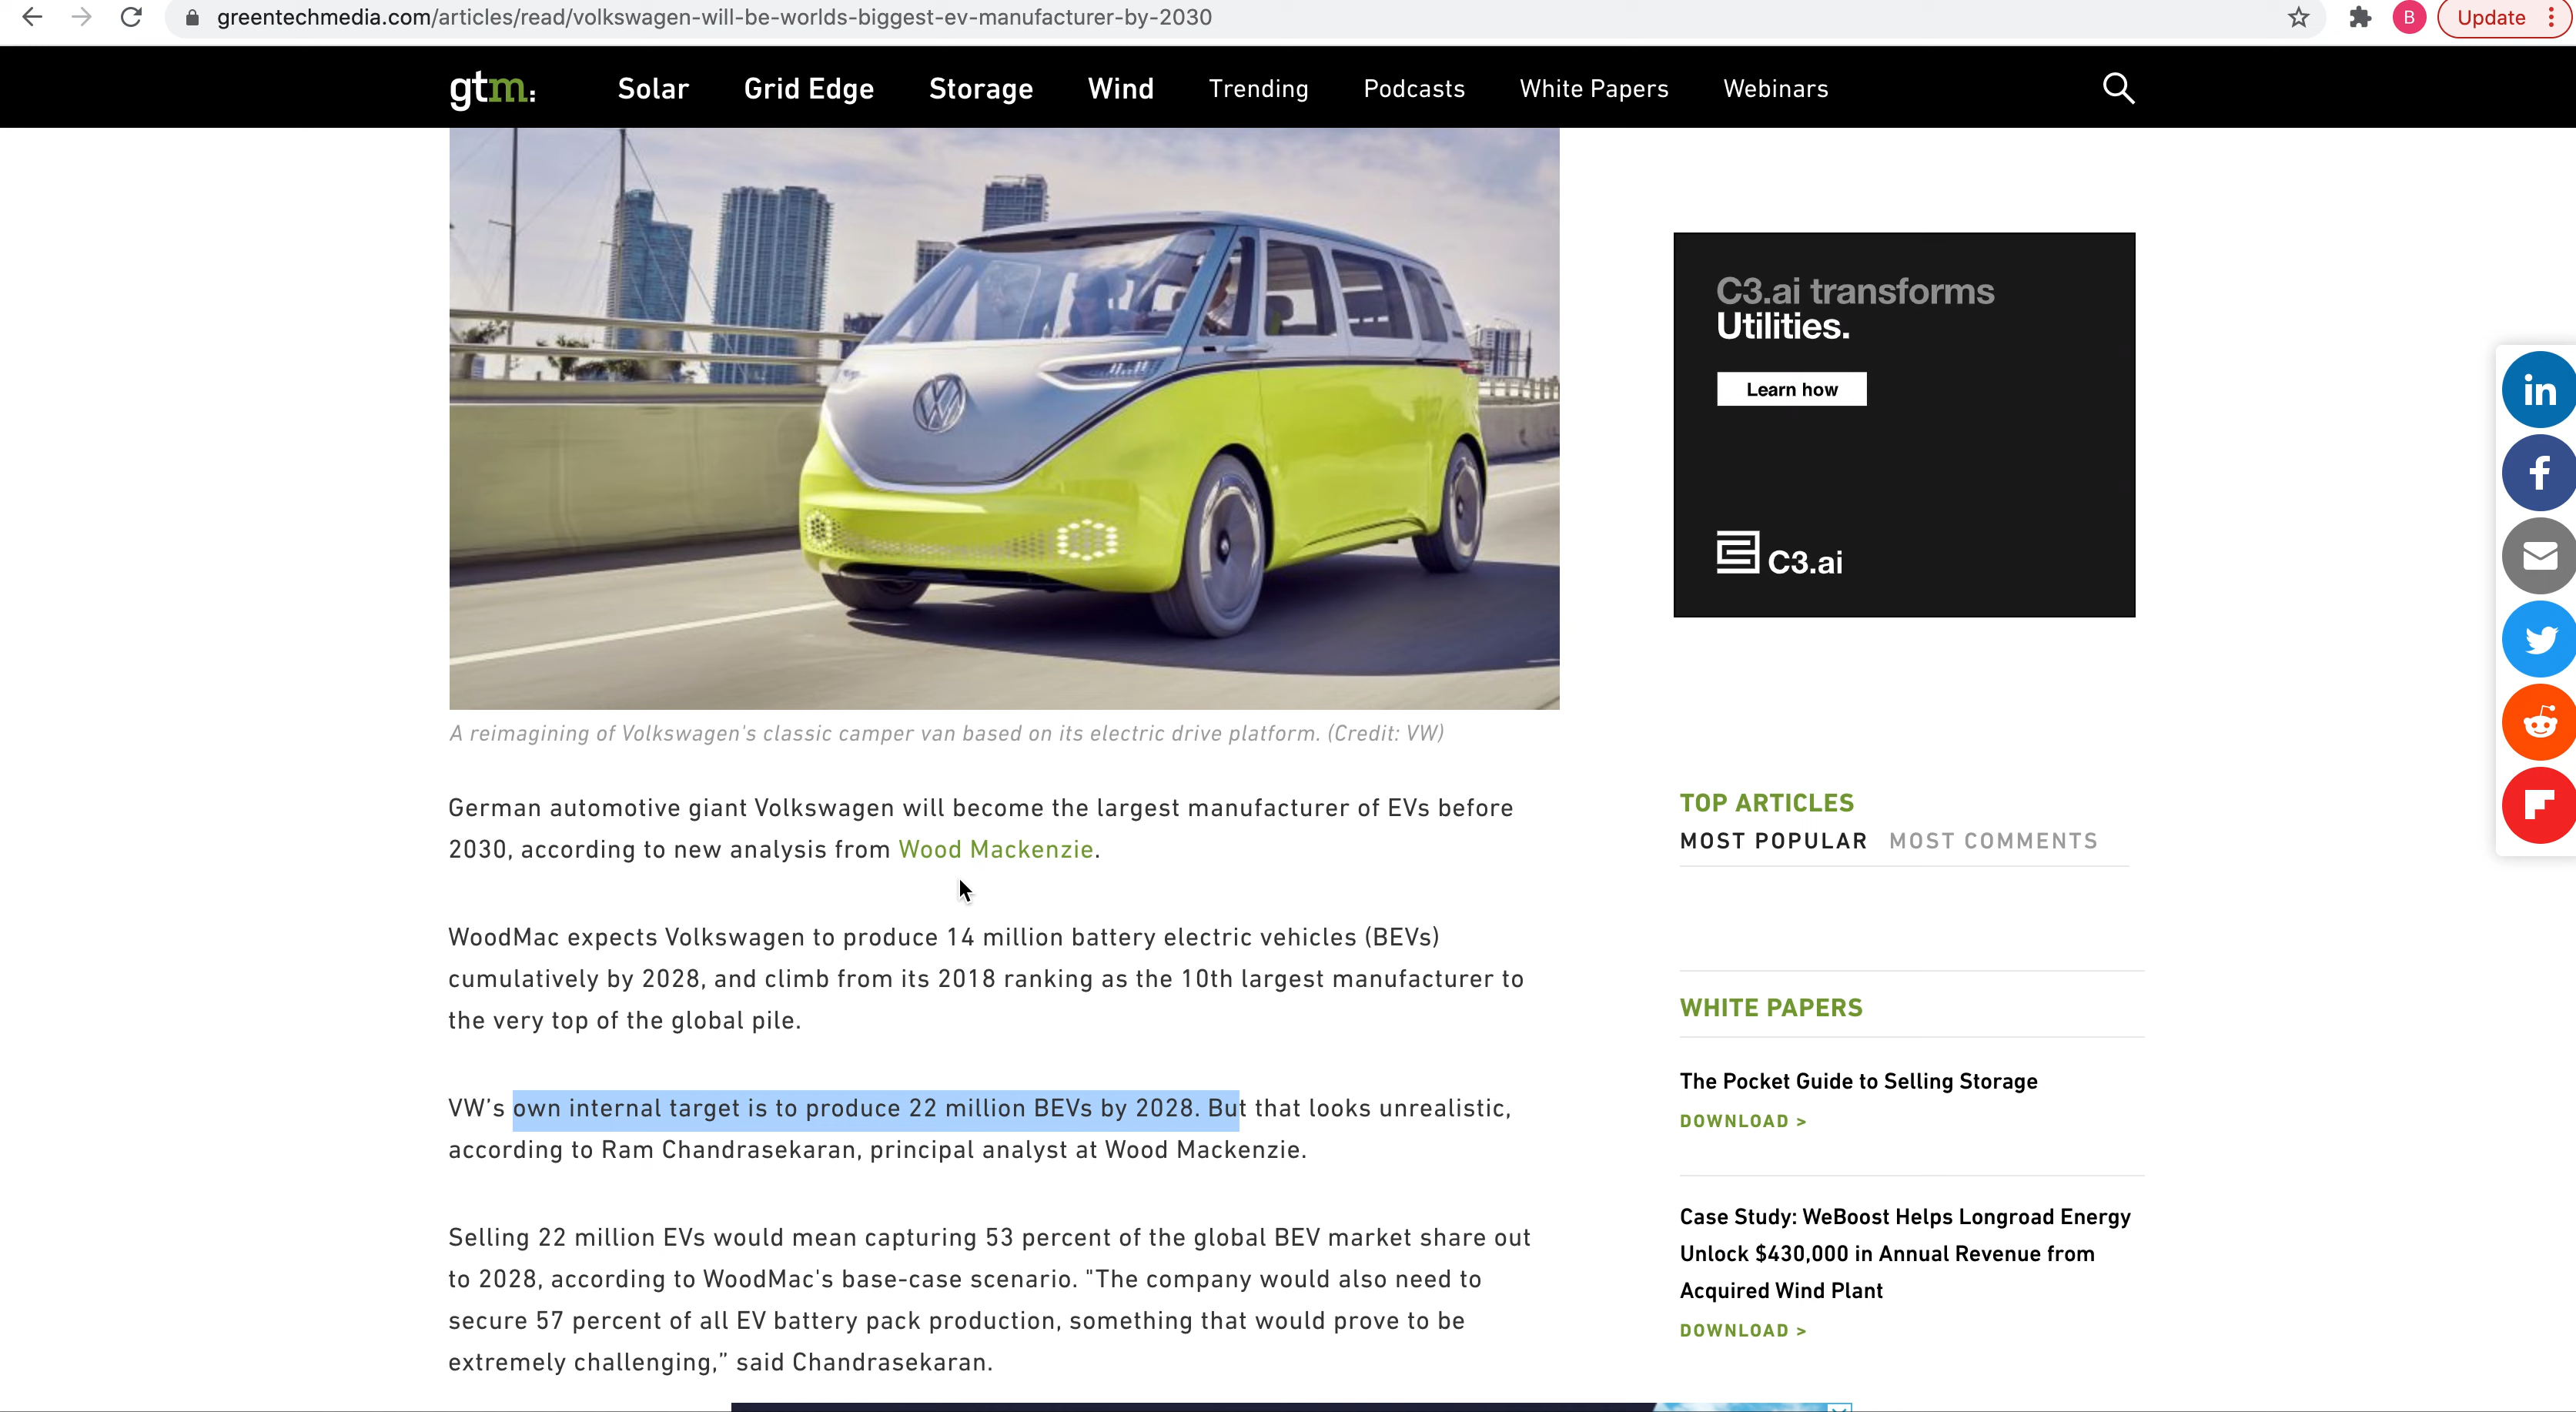 greentechmedia.com/articles/read/volkswagen-will-be-worlds-biggest-ev-manufacturer-by-2030
B
Update
gtm:
Solar
Grid Edge
Storage
Wind
Trending
Podcasts
White Papers
Webinars
A reimagining of Volkswagen's classic camper van based on its electric drive platform. (Credit: VW)
German automotive giant Volkswagen will become the largest manufacturer of EVs before
2030, according to new analysis from Wood Mackenzie.
WoodMac expects Volkswagen to produce 14 million battery electric vehicles (BEVs)
cumulatively by 2028, and climb from its 2018 ranking as the 10th largest manufacturer to
the very top of the global pile.
VW’s own internal target is to produce 22 million BEVs by 2028. But that looks unrealistic,
according to Ram Chandrasekaran, principal analyst at Wood Mackenzie.
Selling 22 million EVs would mean capturing 53 percent of the global BEV market share out
to 2028, according to WoodMac's base-case scenario. "The company would also need to
secure 57 percent of all EV battery pack production, something that would prove to be
extremely challenging,” said Chandrasekaran.
C3.ai transforms
Utilities.
Learn how
C3.ai
TOP ARTICLES
MOST POPULAR
MOST COMMENTS
WHITE PAPERS
The Pocket Guide to Selling Storage
DOWNLOAD >
Case Study: WeBoost Helps Longroad Energy
Unlock $430,000 in Annual Revenue from
Acquired Wind Plant
DOWNLOAD >
in
f